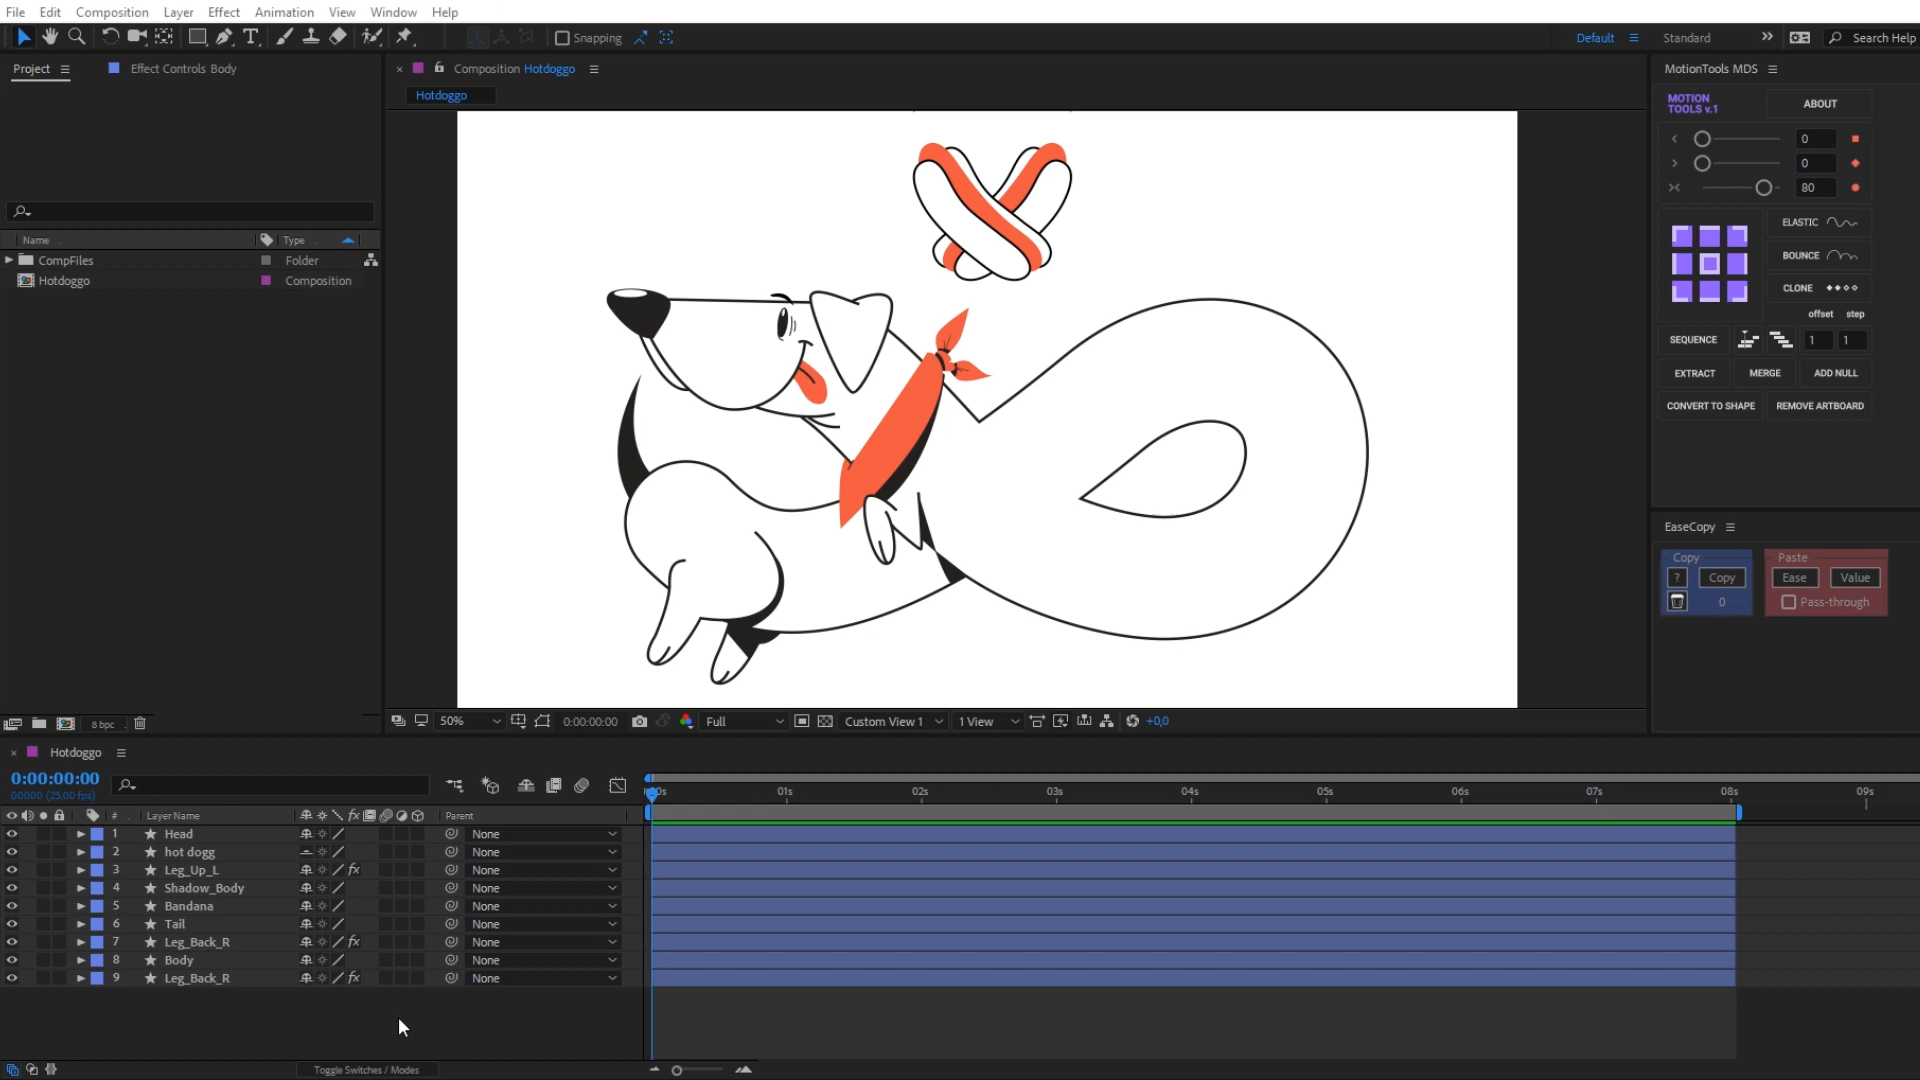 File Edit Composition Layer Effect Animation View Window Help
Snapping Default Standard Search Help
Project Effect Controls Body
Composition Hotdoggo
Hotdoggo
Name Type
CompFiles Folder
Hotdoggo Composition
8 bpc
50% 0:00:00:00 Full Custom View 1 1 View +0,0
MotionTools MDS
MOTION
TOOLS v.1
ABOUT
0
0
80
ELASTIC
BOUNCE
CLONE
offset step
SEQUENCE 1 1
EXTRACT MERGE ADD NULL
CONVERT TO SHAPE REMOVE ARTBOARD
EaseCopy
Copy Paste
? Copy Ease Value
0 Pass-through
Hotdoggo
0:00:00:00
00000 (25.00 fps)
01s 02s 03s 04s 05s 06s 07s 08s 09s
# Layer Name Parent
1 Head None
2 hot dogg None
3 Leg_Up_L fx None
4 Shadow_Body None
5 Bandana None
6 Tail None
7 Leg_Back_R fx None
8 Body None
9 Leg_Back_R fx None
Toggle Switches / Modes